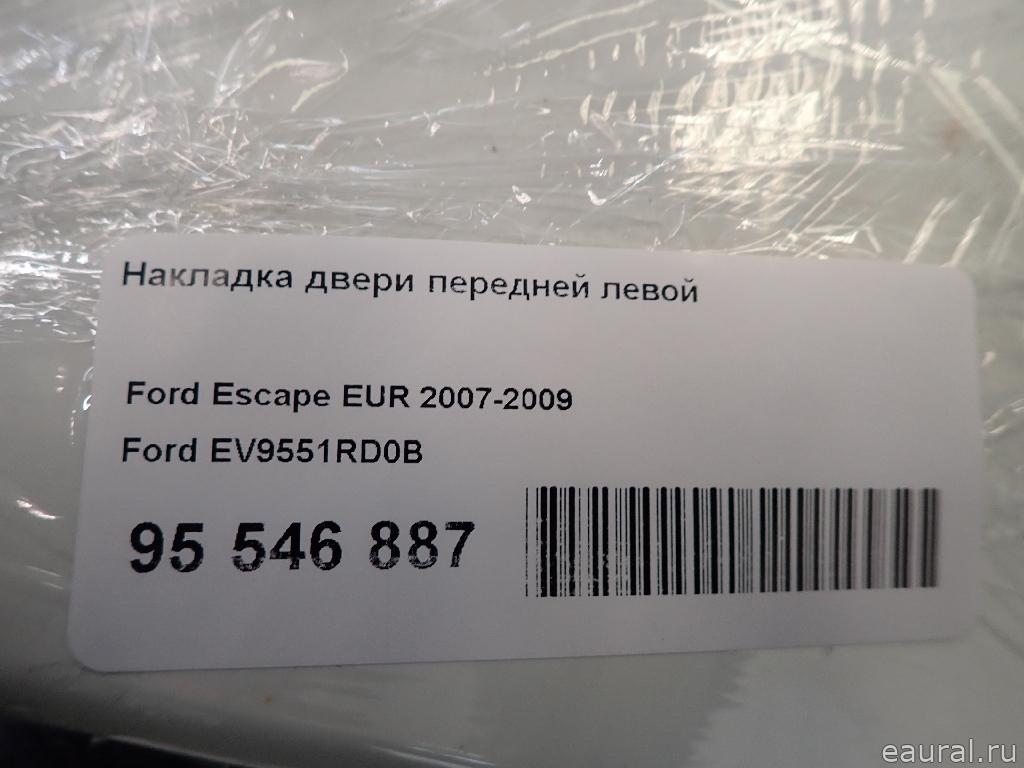 Накладка двери передней левой
Ford Escape EUR 2007-2009
Ford EV9551RD0B
95 546 887
eaural.ru